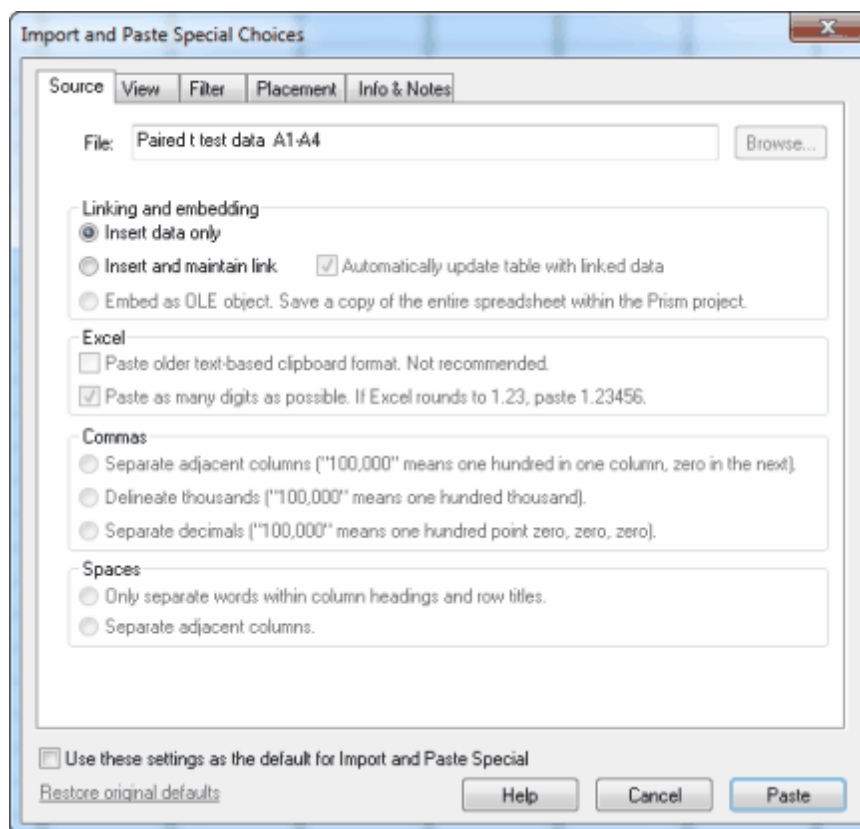 Import and Paste Special Choices
Source View Filter Placement Info & Notes
File: Paired t test data A1-A4 Browse...
Linking and embedding
Insert data only
Insert and maintain link Automatically update table with linked data
Embed as OLE object. Save a copy of the entire spreadsheet within the Prism project.
Excel
Paste older text-based clipboard format. Not recommended.
Paste as many digits as possible. If Excel rounds to 1.23, paste 1.23456.
Commas
Separate adjacent columns ("100,000" means one hundred in one column, zero in the next).
Delineate thousands ("100,000" means one hundred thousand).
Separate decimals ("100,000" means one hundred point zero, zero, zero).
Spaces
Only separate words within column headings and row titles.
Separate adjacent columns.
Use these settings as the default for Import and Paste Special
Restore original defaults Help Cancel Paste